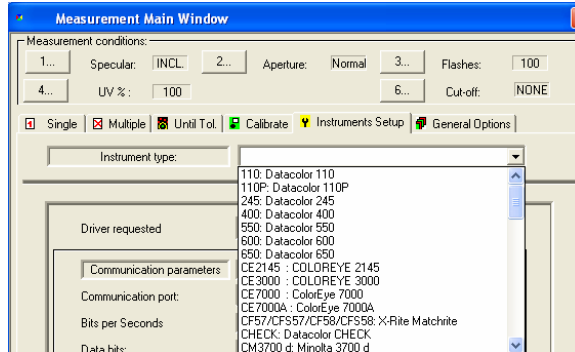 Measurement Main Window
Measurement conditions:
1... Specular: INCL. 2... Aperture: Normal 3... Flashes: 100
4... UV % : 100 6... Cut-off: NONE
1 Single Multiple Until Tol. Calibrate Instruments Setup General Options
Instrument type:
110: Datacolor 110
110P: Datacolor 110P
245: Datacolor 245
400: Datacolor 400
Driver requested
550: Datacolor 550
600: Datacolor 600
650: Datacolor 650
CE2145 : COLOREYE 2145
Communication parameters
CE3000 : COLOREYE 3000
CE7000 : ColorEye 7000
Communication port:
CE7000A : ColorEye 7000A
CF57/CFS57/CF58/CFS58: X-Rite Matchrite
Bits per Seconds
CHECK: Datacolor CHECK
CM3700 d: Minolta 3700 d
Data bits: